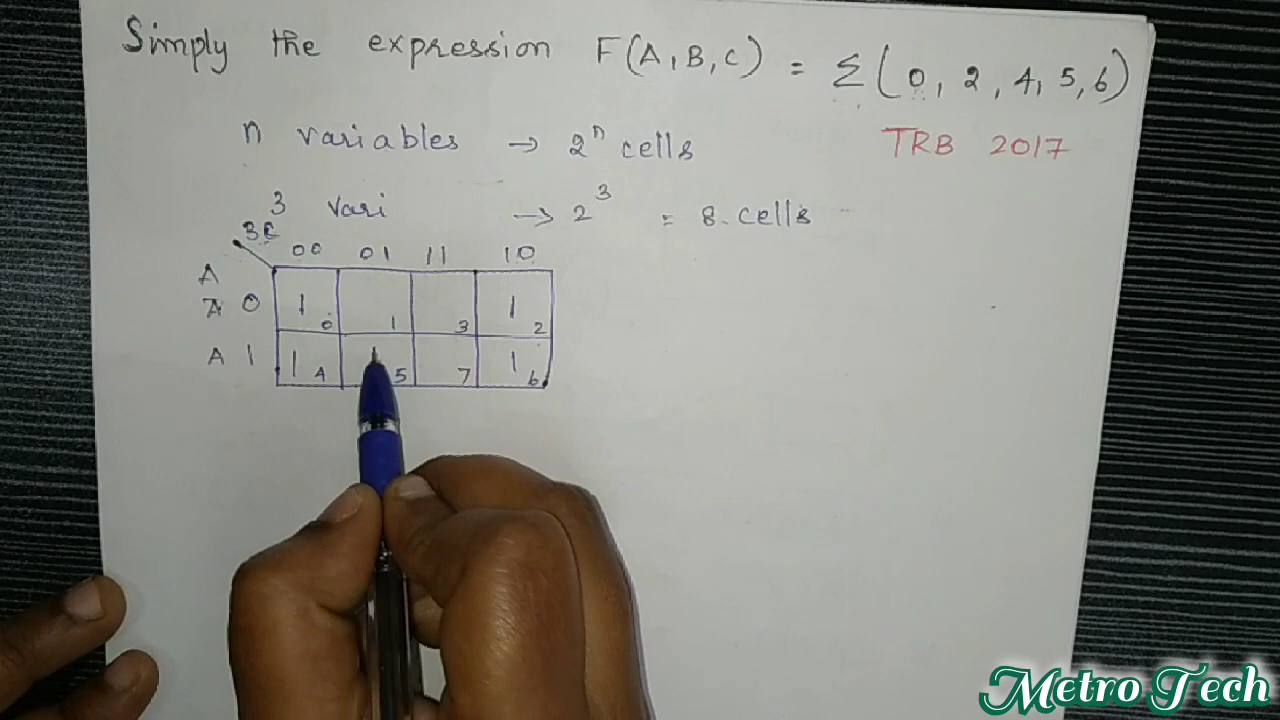 Simply the expression F(A, B, C) = Σ(0, 2, 4, 5, 6)
n variables → 2ⁿ cells
TRB 2017
3 Vari → 2³ = 8 cells
BC 00 01 11 10
A
Ā 0 1 0 1 3 1 2
A 1 1 4 1 5 7 1 6
Metro Tech